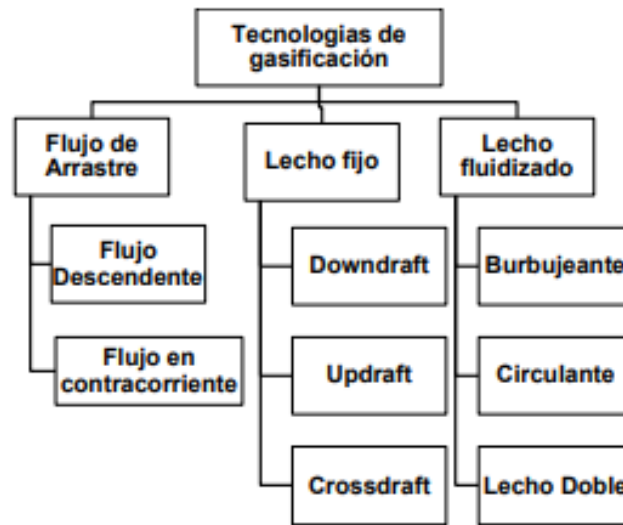 Tecnologias de
gasificación
Flujo de
Arrastre
Flujo
Descendente
Flujo en
contracorriente
Lecho fijo
Downdraft
Updraft
Crossdraft
Lecho
fluidizado
Burbujeante
Circulante
Lecho Doble